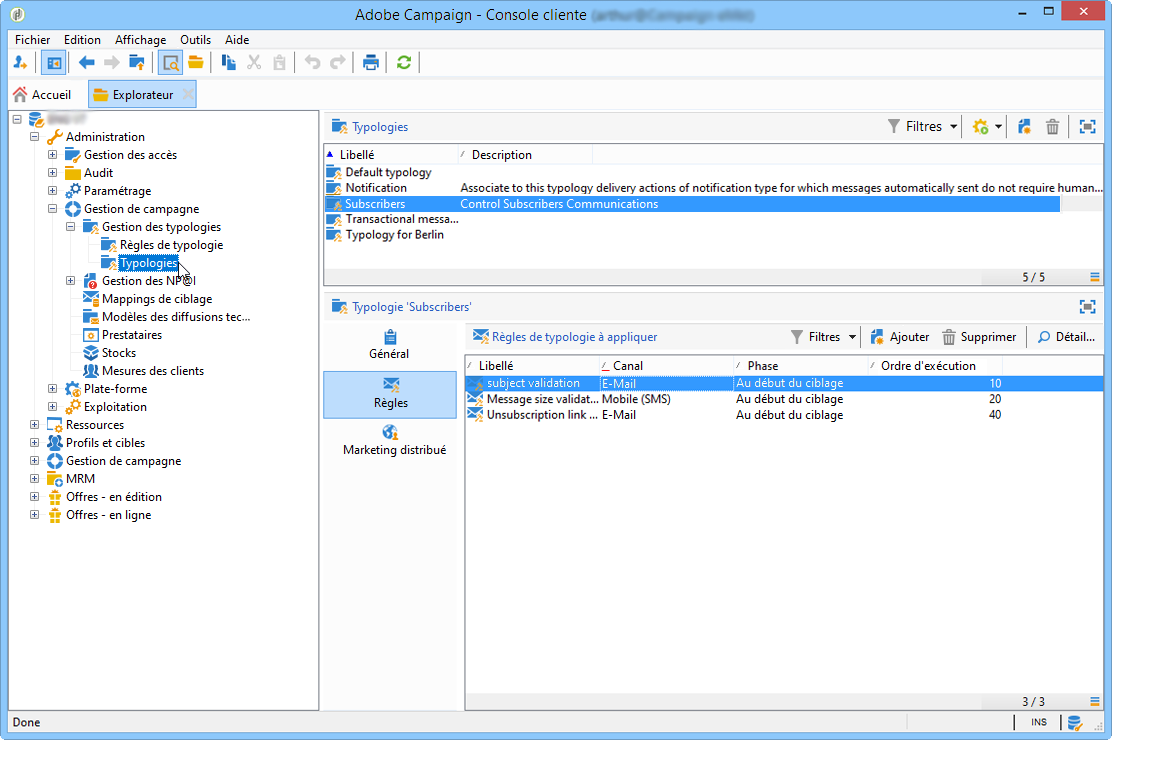 Adobe Campaign - Console cliente
Fichier Edition Affichage Outils Aide
Accueil Explorateur
Administration
Gestion des accès
Audit
Paramétrage
Gestion de campagne
Gestion des typologies
Règles de typologie
Typologies
Gestion des
Mappings de ciblage
Modèles des diffusions tec...
Prestataires
Stocks
Mesures des clients
Plate-forme
Exploitation
Ressources
Profils et cibles
Gestion de campagne
MRM
Offres - en édition
Offres - en ligne
Typologies Filtres
Libellé Description
Default typology
Notification Associate to this typology delivery actions of notification type for which messages automatically sent do not require human...
Subscribers Control Subscribers Communications
Transactional messa...
Typology for Berlin
5 / 5
Typologie 'Subscribers'
Général
Règles
Marketing distribué
Règles de typologie à appliquer Filtres Ajouter Supprimer Détail...
Libellé Canal Phase Ordre d'exécution
subject validation E-Mail Au début du ciblage 10
Message size validat... Mobile (SMS) Au début du ciblage 20
Unsubscription link ... E-Mail Au début du ciblage 40
3 / 3
Done INS